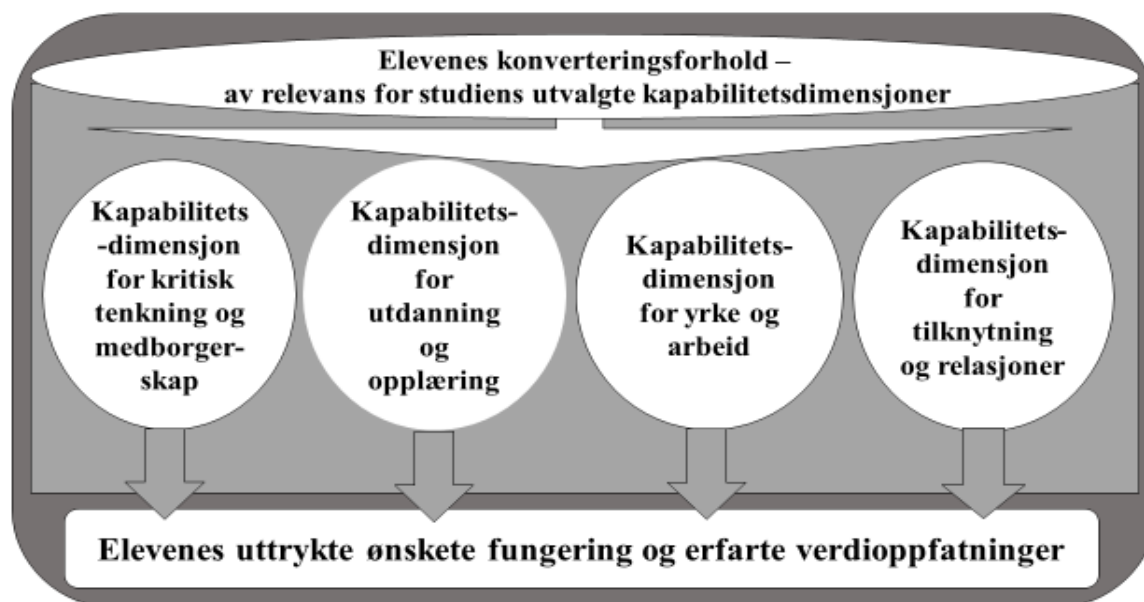 Elevenes konverteringsforhold –
av relevans for studiens utvalgte kapabilitetsdimensjoner
Kapabilitets
-dimensjon
for kritisk
tenkning og
medborger-
skap
Kapabilitets-
dimensjon
for
utdanning
og
opplæring
Kapabilitets-
dimensjon
for yrke og
arbeid
Kapabilitets-
dimensjon
for
tilknytning
og relasjoner
Elevenes uttrykte ønskete fungering og erfarte verdioppfatninger